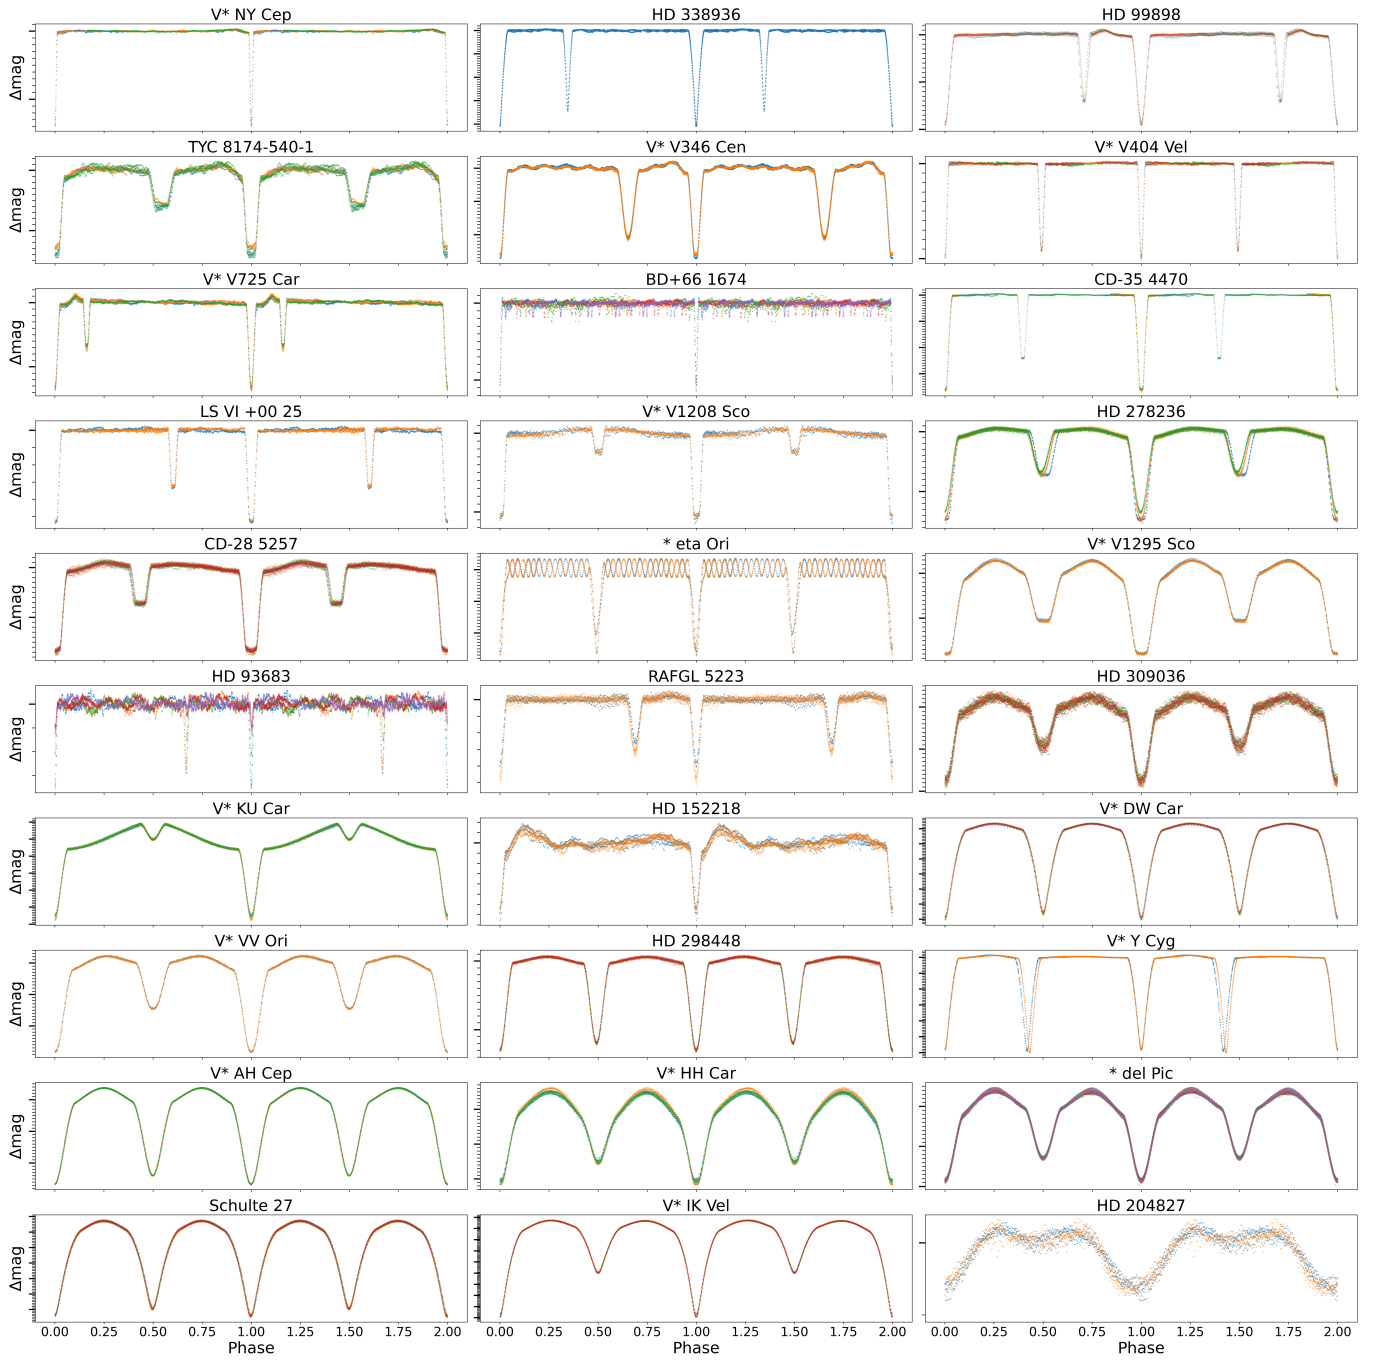 V* NY Cep
HD 338936
HD 99898
Δmag
TYC 8174-540-1
V* V346 Cen
V* V404 Vel
Δmag
V* V725 Car
BD+66 1674
CD-35 4470
Δmag
LS VI +00 25
V* V1208 Sco
HD 278236
Δmag
CD-28 5257
* eta Ori
V* V1295 Sco
Δmag
HD 93683
RAFGL 5223
HD 309036
Δmag
V* KU Car
HD 152218
V* DW Car
Δmag
V* VV Ori
HD 298448
V* Y Cyg
Δmag
V* AH Cep
V* HH Car
* del Pic
Δmag
Schulte 27
V* IK Vel
HD 204827
Δmag
0.00 0.25 0.50 0.75 1.00 1.25 1.50 1.75 2.00
0.00 0.25 0.50 0.75 1.00 1.25 1.50 1.75 2.00
0.00 0.25 0.50 0.75 1.00 1.25 1.50 1.75 2.00
Phase
Phase
Phase